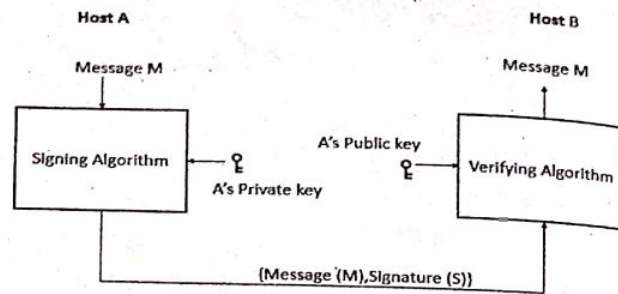 Host A
Host B
Message M
Message M
Signing Algorithm
A's Private key
A's Public key
Verifying Algorithm
{Message (M),Signature (S)}